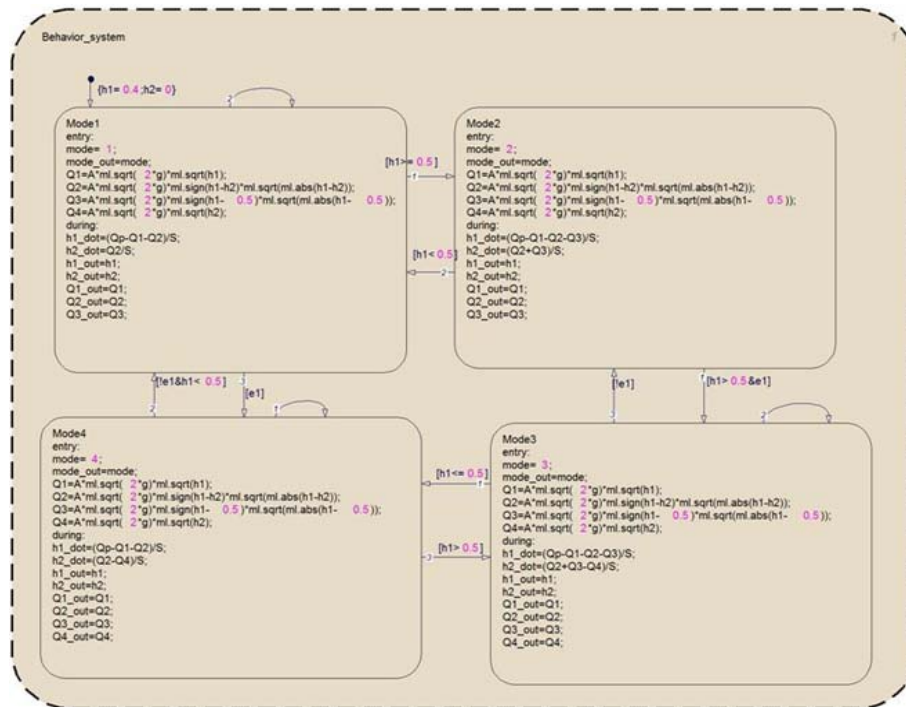 Behavior_system
{h1= 0.4;h2= 0}
2
Mode1
entry:
mode= 1;
mode_out=mode;
Q1=A*ml.sqrt( 2*g)*ml.sqrt(h1);
Q2=A*ml.sqrt( 2*g)*ml.sign(h1-h2)*ml.sqrt(ml.abs(h1-h2));
Q3=A*ml.sqrt( 2*g)*ml.sign(h1- 0.5)*ml.sqrt(ml.abs(h1- 0.5));
Q4=A*ml.sqrt( 2*g)*ml.sqrt(h2);
during:
h1_dot=(Qp-Q1-Q2)/S;
h2_dot=Q2/S;
h1_out=h1;
h2_out=h2;
Q1_out=Q1;
Q2_out=Q2;
Q3_out=Q3;
[h1>= 0.5]
1
[h1< 0.5]
2
Mode2
entry:
mode= 2;
mode_out=mode;
Q1=A*ml.sqrt( 2*g)*ml.sqrt(h1);
Q2=A*ml.sqrt( 2*g)*ml.sign(h1-h2)*ml.sqrt(ml.abs(h1-h2));
Q3=A*ml.sqrt( 2*g)*ml.sign(h1- 0.5)*ml.sqrt(ml.abs(h1- 0.5));
Q4=A*ml.sqrt( 2*g)*ml.sqrt(h2);
during:
h1_dot=(Qp-Q1-Q2-Q3)/S;
h2_dot=(Q2+Q3)/S;
h1_out=h1;
h2_out=h2;
Q1_out=Q1;
Q2_out=Q2;
Q3_out=Q3;
[!e1&h1< 0.5]
2
3
[e1]
1
[!e1]
3
1
[h1> 0.5&e1]
2
Mode4
entry:
mode= 4;
mode_out=mode;
Q1=A*ml.sqrt( 2*g)*ml.sqrt(h1);
Q2=A*ml.sqrt( 2*g)*ml.sign(h1-h2)*ml.sqrt(ml.abs(h1-h2));
Q3=A*ml.sqrt( 2*g)*ml.sign(h1- 0.5)*ml.sqrt(ml.abs(h1- 0.5));
Q4=A*ml.sqrt( 2*g)*ml.sqrt(h2);
during:
h1_dot=(Qp-Q1-Q2)/S;
h2_dot=(Q2-Q4)/S;
h1_out=h1;
h2_out=h2;
Q1_out=Q1;
Q2_out=Q2;
Q3_out=Q3;
Q4_out=Q4;
[h1<= 0.5]
1
[h1> 0.5]
3
Mode3
entry:
mode= 3;
mode_out=mode;
Q1=A*ml.sqrt( 2*g)*ml.sqrt(h1);
Q2=A*ml.sqrt( 2*g)*ml.sign(h1-h2)*ml.sqrt(ml.abs(h1-h2));
Q3=A*ml.sqrt( 2*g)*ml.sign(h1- 0.5)*ml.sqrt(ml.abs(h1- 0.5));
Q4=A*ml.sqrt( 2*g)*ml.sqrt(h2);
during:
h1_dot=(Qp-Q1-Q2-Q3)/S;
h2_dot=(Q2+Q3-Q4)/S;
h1_out=h1;
h2_out=h2;
Q1_out=Q1;
Q2_out=Q2;
Q3_out=Q3;
Q4_out=Q4;